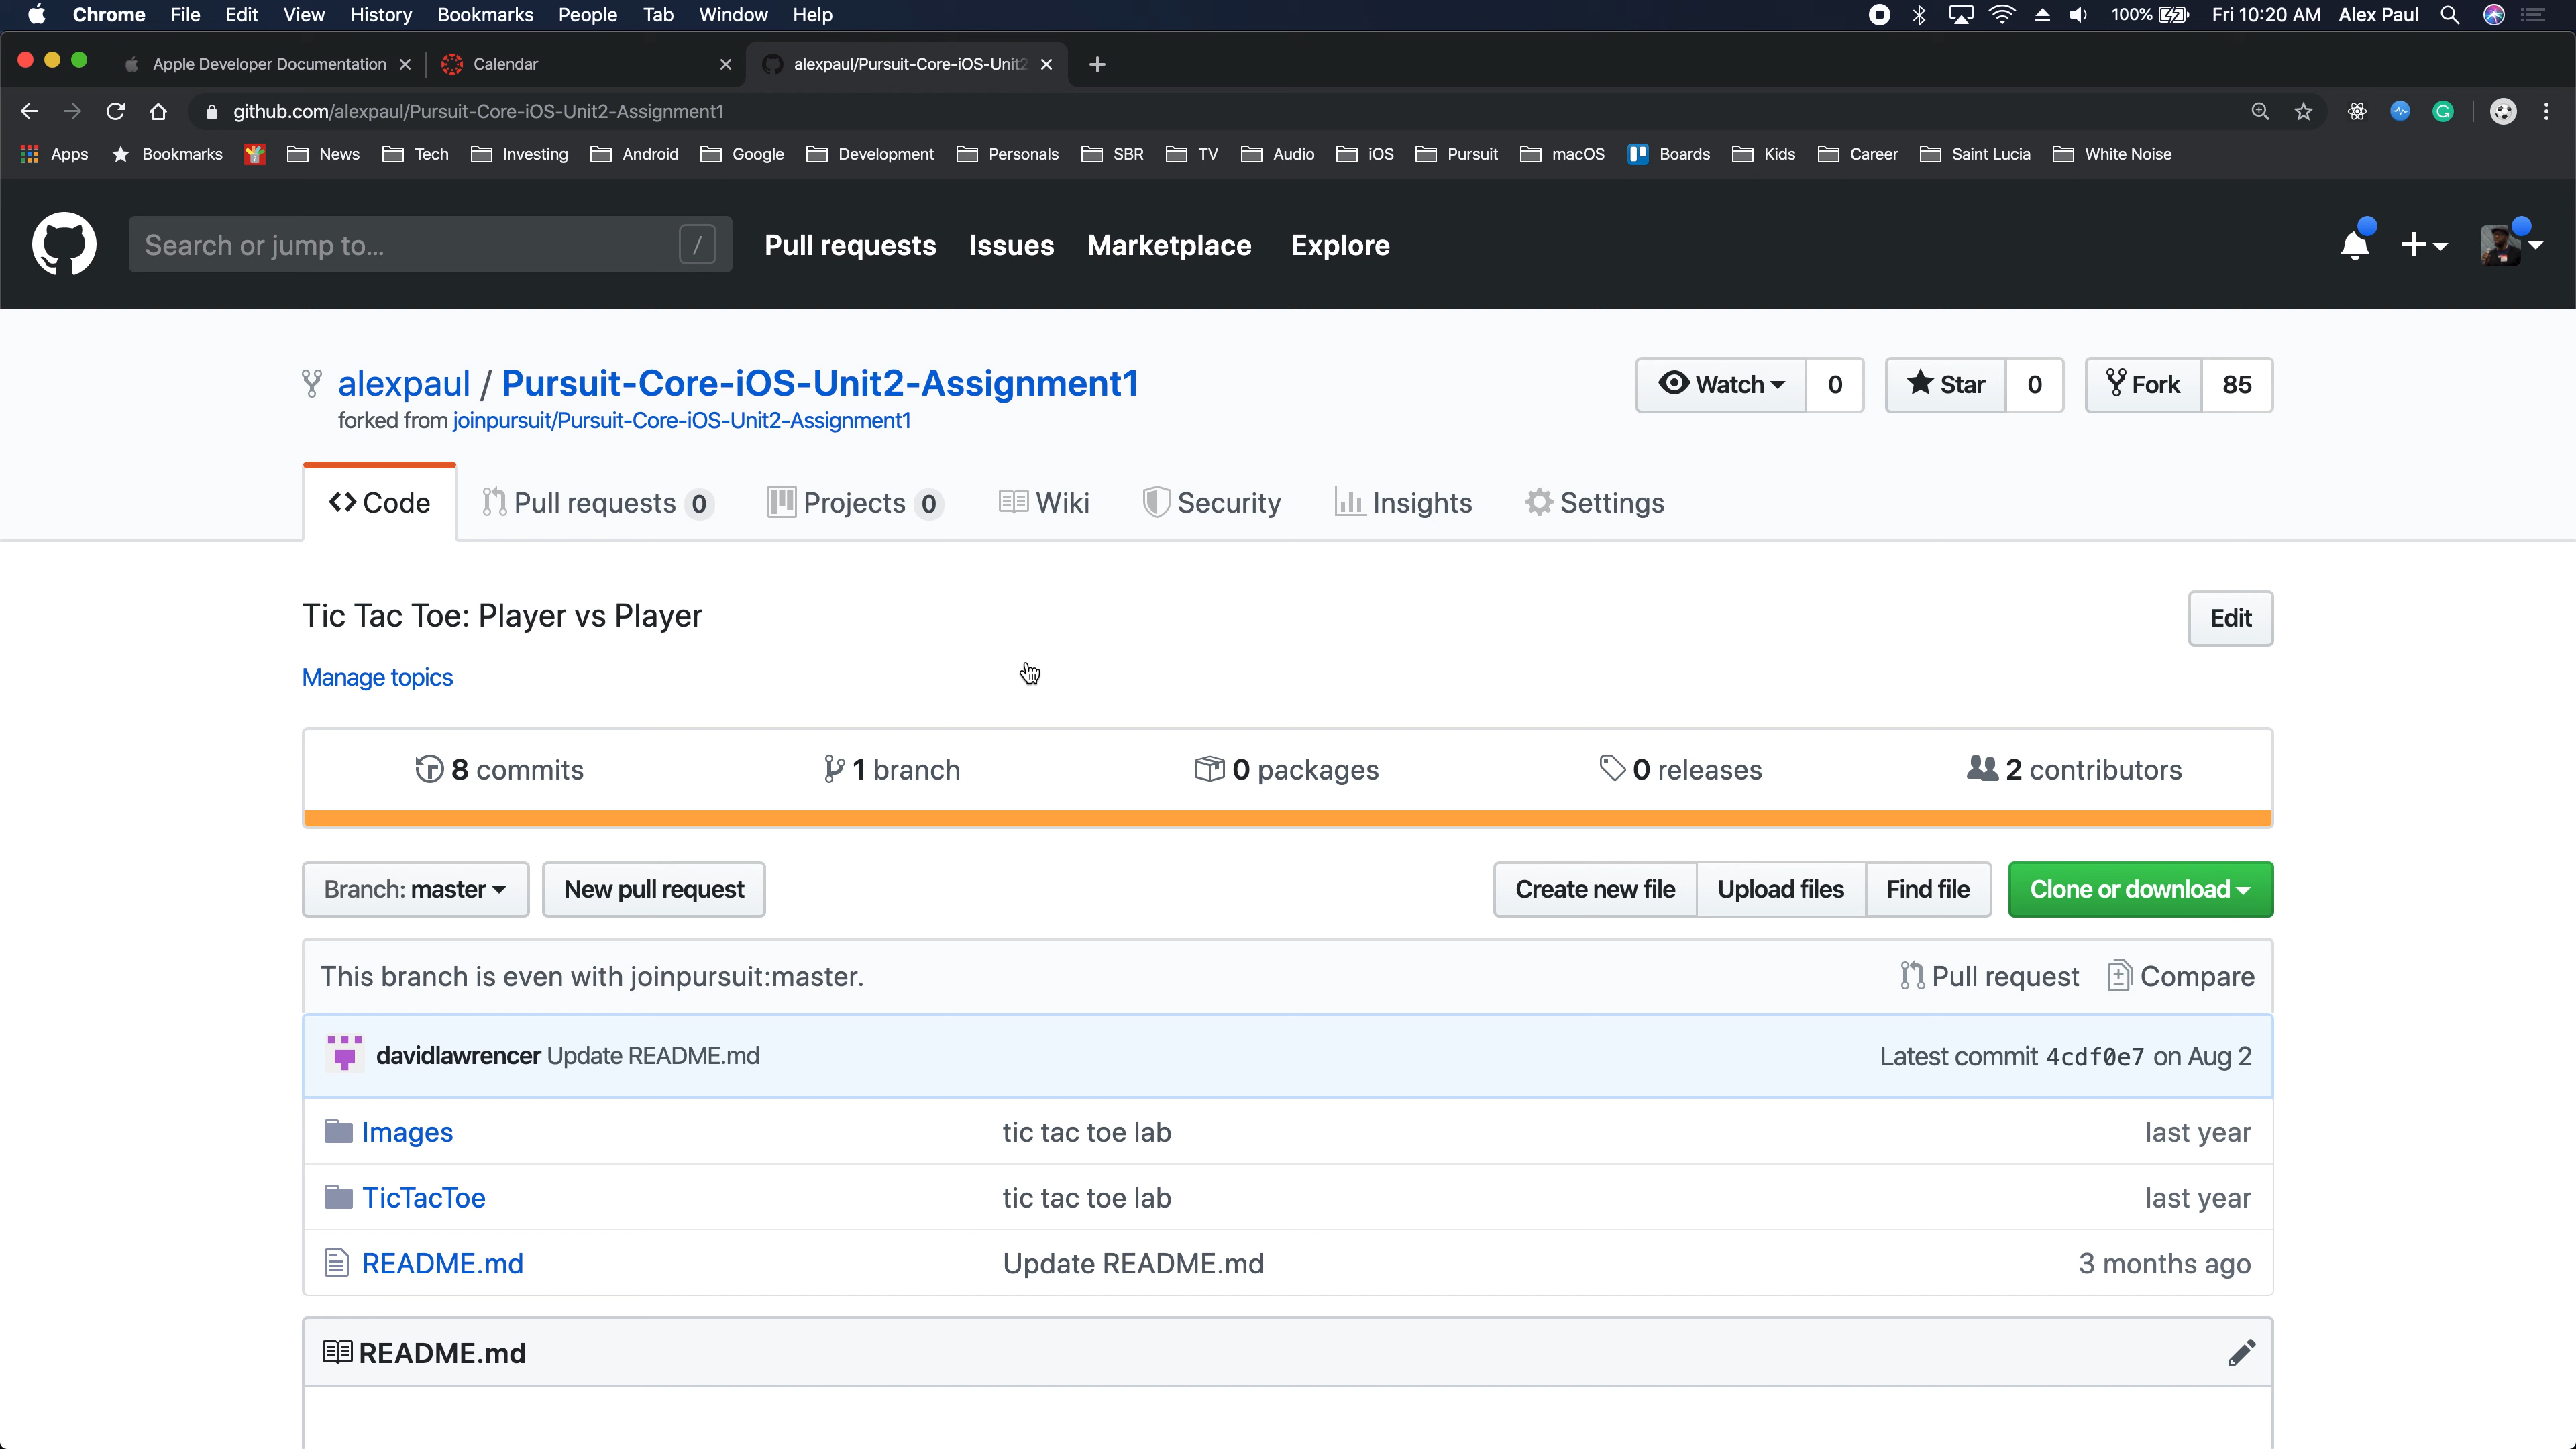 Chrome File Edit View History Bookmarks People Tab Window Help 100% Fri 10:20 AM Alex Paul
Apple Developer Documentation Calendar alexpaul/Pursuit-Core-iOS-Unit2
github.com/alexpaul/Pursuit-Core-iOS-Unit2-Assignment1
Apps Bookmarks News Tech Investing Android Google Development Personals SBR TV Audio iOS Pursuit macOS Boards Kids Career Saint Lucia White Noise
Search or jump to... / Pull requests Issues Marketplace Explore
alexpaul / Pursuit-Core-iOS-Unit2-Assignment1 Watch 0 Star 0 Fork 85
forked from joinpursuit/Pursuit-Core-iOS-Unit2-Assignment1
Code Pull requests 0 Projects 0 Wiki Security Insights Settings
Tic Tac Toe: Player vs Player Edit
Manage topics
8 commits 1 branch 0 packages 0 releases 2 contributors
Branch: master New pull request Create new file Upload files Find file Clone or download
This branch is even with joinpursuit:master. Pull request Compare
davidlawrencer Update README.md Latest commit 4cdf0e7 on Aug 2
Images tic tac toe lab last year
TicTacToe tic tac toe lab last year
README.md Update README.md 3 months ago
README.md